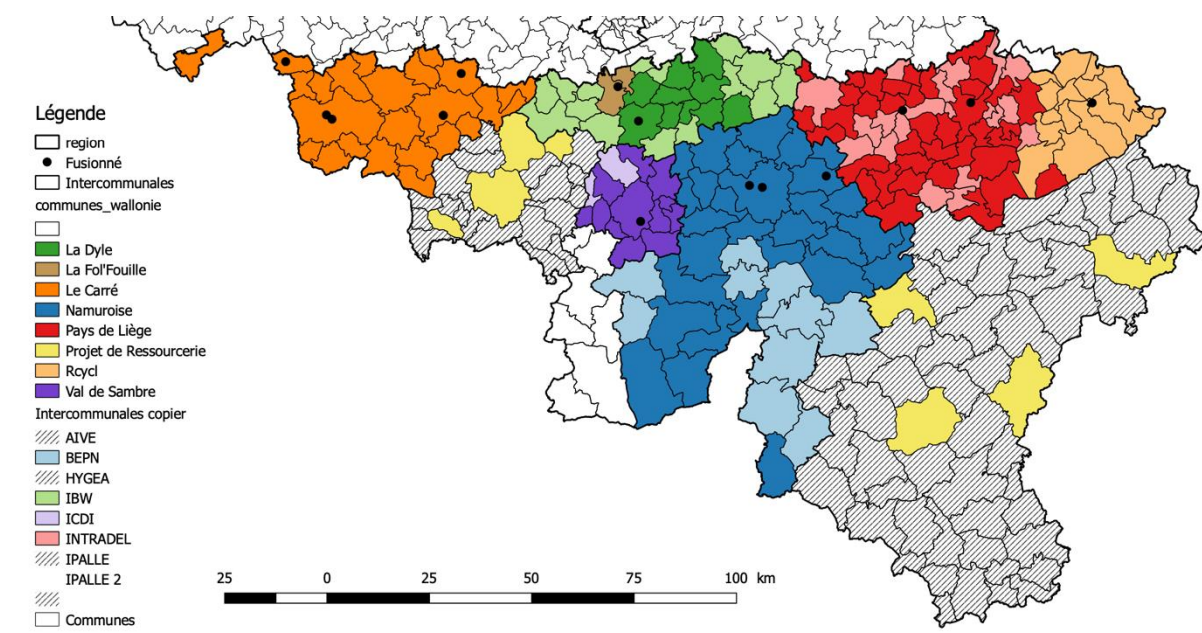 Légende
region
Fusionné
Intercommunales
communes_wallonie
La Dyle
La Fol'Fouille
Le Carré
Namuroise
Pays de Liège
Projet de Ressourcerie
Rcycl
Val de Sambre
Intercommunales copier
AIVE
BEPN
HYGEA
IBW
ICDI
INTRADEL
IPALLE
IPALLE 2
Communes
25 0 25 50 75 100 km